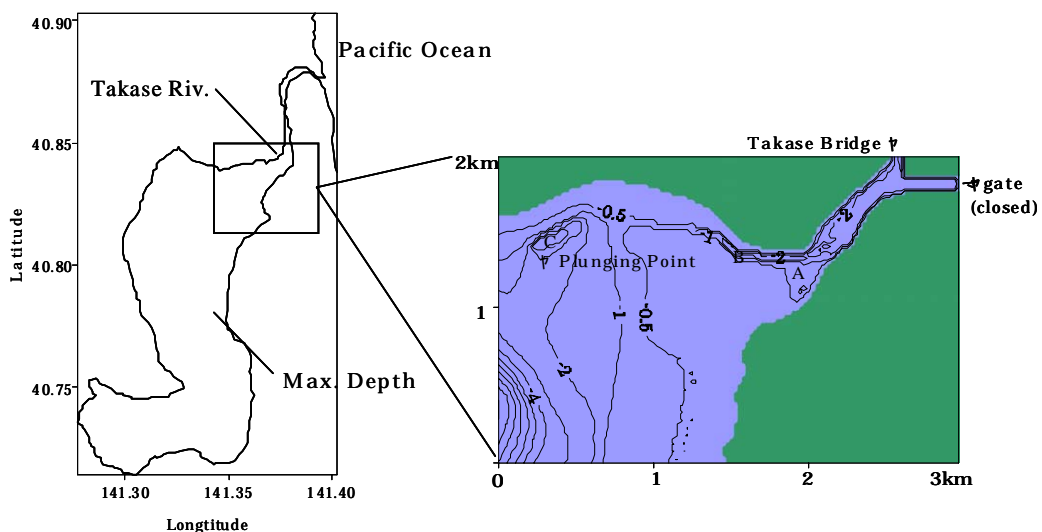 40.90
Pacific Ocean
Takase Riv.
40.85
Latitude
40.80
Max. Depth
40.75
141.30
141.35
141.40
Longtitude
Takase Bridge
2km
gate
(closed)
-0.5
-2
-1
C
B
-2
A
Plunging Point
1
-1
-0.5
-2
-4
0
1
2
3km